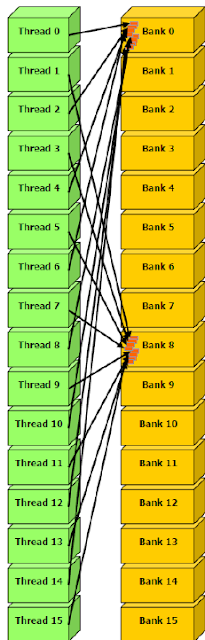 Thread 0
Bank 0
Thread 1
Bank 1
Thread 2
Bank 2
Thread 3
Bank 3
Thread 4
Bank 4
Thread 5
Bank 5
Thread 6
Bank 6
Thread 7
Bank 7
Thread 8
Bank 8
Thread 9
Bank 9
Thread 10
Bank 10
Thread 11
Bank 11
Thread 12
Bank 12
Thread 13
Bank 13
Thread 14
Bank 14
Thread 15
Bank 15